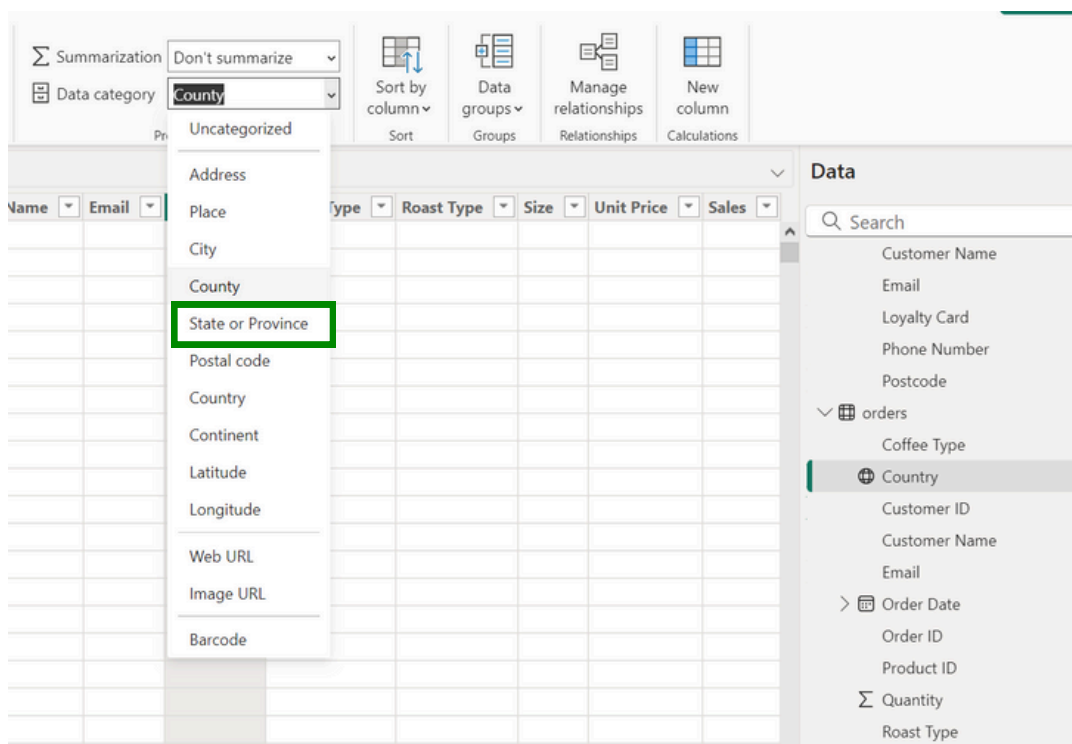 Summarization Don't summarize
Data category County
Sort by column
Data groups
Manage relationships
New column
Pr
Sort
Groups
Relationships
Calculations
Uncategorized
Address
Place
City
County
State or Province
Postal code
Country
Continent
Latitude
Longitude
Web URL
Image URL
Barcode
Name Email Type Roast Type Size Unit Price Sales
Data
Search
Customer Name
Email
Loyalty Card
Phone Number
Postcode
orders
Coffee Type
Country
Customer ID
Customer Name
Email
Order Date
Order ID
Product ID
Quantity
Roast Type